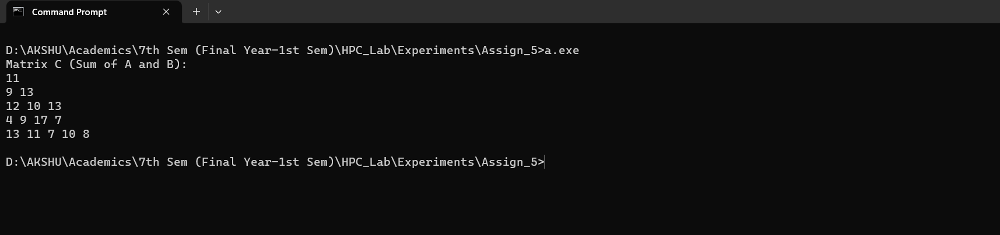 Command Prompt
D:\AKSHU\Academics\7th Sem (Final Year-1st Sem)\HPC_Lab\Experiments\Assign_5>a.exe
Matrix C (Sum of A and B):
11
9 13
12 10 13
4 9 17 7
13 11 7 10 8
D:\AKSHU\Academics\7th Sem (Final Year-1st Sem)\HPC_Lab\Experiments\Assign_5>